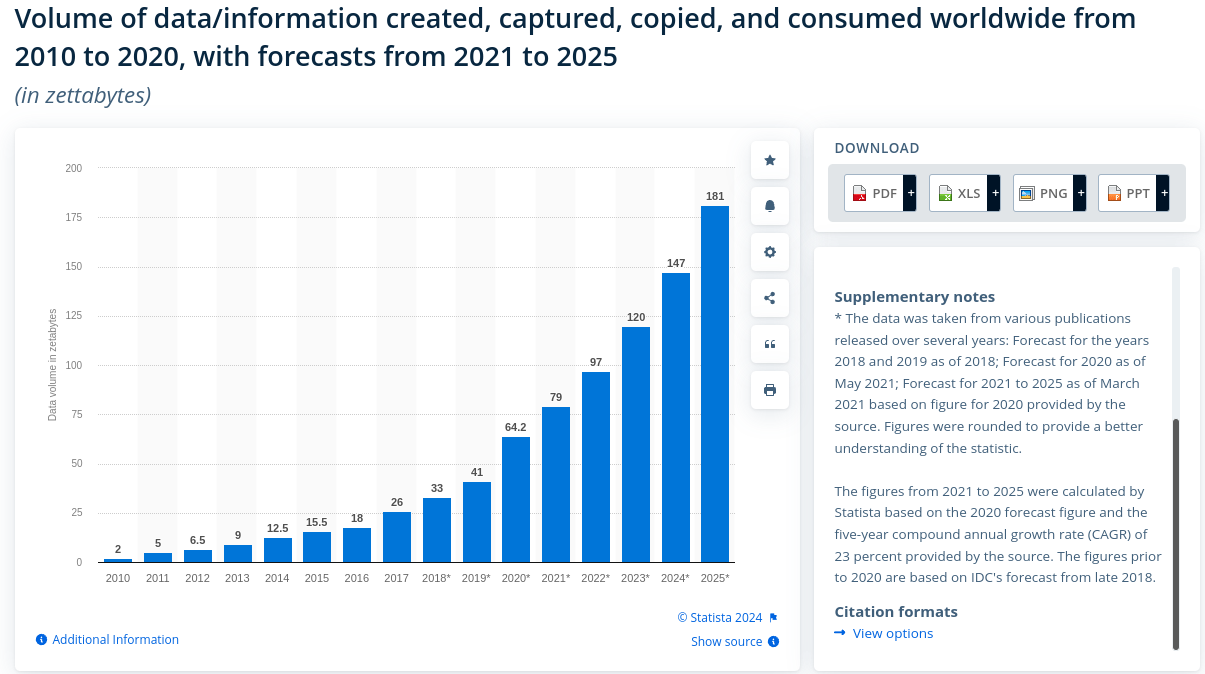 Volume of data/information created, captured, copied, and consumed worldwide from
2010 to 2020, with forecasts from 2021 to 2025
(in zettabytes)
Data volume in zetabytes
200
175
150
125
100
75
50
25
0
2
5
6.5
9
12.5
15.5
18
26
33
41
64.2
79
97
120
147
181
2010 2011 2012 2013 2014 2015 2016 2017 2018* 2019* 2020* 2021* 2022* 2023* 2024* 2025*
© Statista 2024
Additional Information
Show source
DOWNLOAD
PDF + XLS + PNG + PPT +
Supplementary notes
* The data was taken from various publications
released over several years: Forecast for the years
2018 and 2019 as of 2018; Forecast for 2020 as of
May 2021; Forecast for 2021 to 2025 as of March
2021 based on figure for 2020 provided by the
source. Figures were rounded to provide a better
understanding of the statistic.
The figures from 2021 to 2025 were calculated by
Statista based on the 2020 forecast figure and the
five-year compound annual growth rate (CAGR) of
23 percent provided by the source. The figures prior
to 2020 are based on IDC's forecast from late 2018.
Citation formats
View options